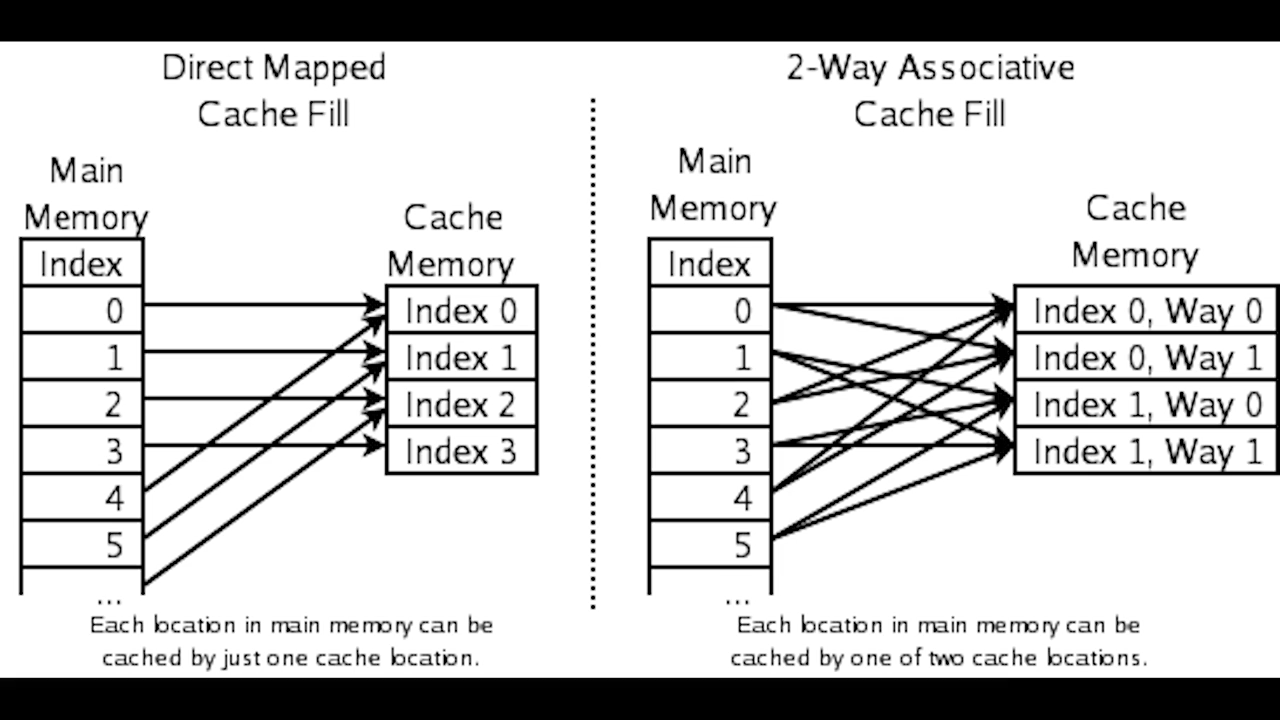 Direct Mapped
Cache Fill
Main
Memory
Index
0
1
2
3
4
5
...
Cache
Memory
Index 0
Index 1
Index 2
Index 3
Each location in main memory can be
cached by just one cache location.
2-Way Associative
Cache Fill
Main
Memory
Index
0
1
2
3
4
5
...
Cache
Memory
Index 0, Way 0
Index 0, Way 1
Index 1, Way 0
Index 1, Way 1
Each location in main memory can be
cached by one of two cache locations.